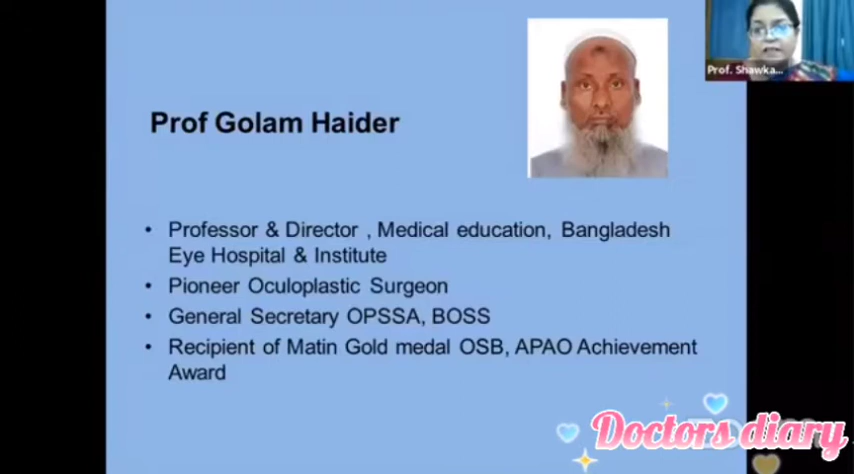 Prof. Shawka...
Prof Golam Haider
• Professor & Director , Medical education, Bangladesh
Eye Hospital & Institute
• Pioneer Oculoplastic Surgeon
• General Secretary OPSSA, BOSS
• Recipient of Matin Gold medal OSB, APAO Achievement
Award
Doctors diary